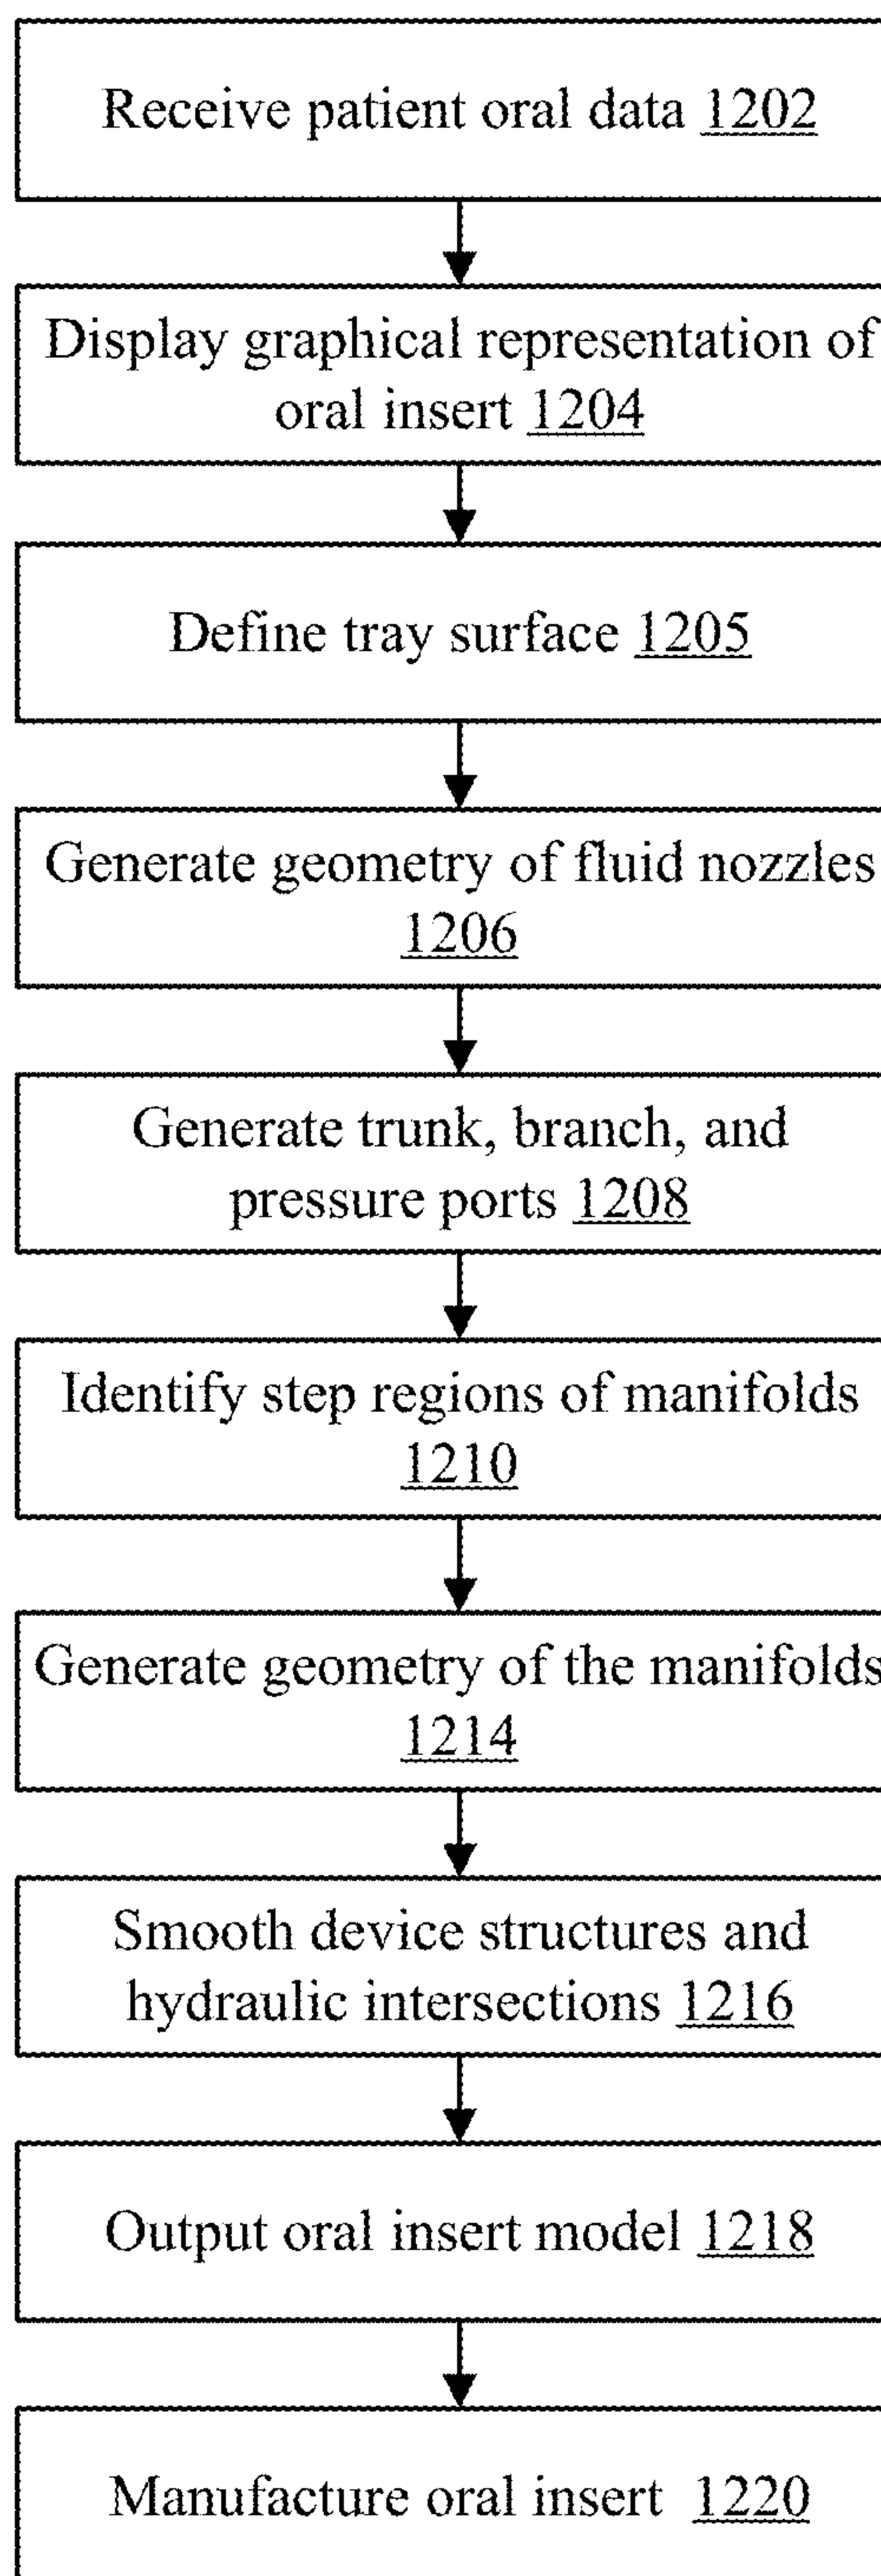 Receive patient oral data 1202
Display graphical representation of
oral insert 1204
Define tray surface 1205
Generate geometry of fluid nozzles
1206
Generate trunk, branch, and
pressure ports 1208
Identify step regions of manifolds
1210
Generate geometry of the manifolds
1214
Smooth device structures and
hydraulic intersections 1216
Output oral insert model 1218
Manufacture oral insert 1220